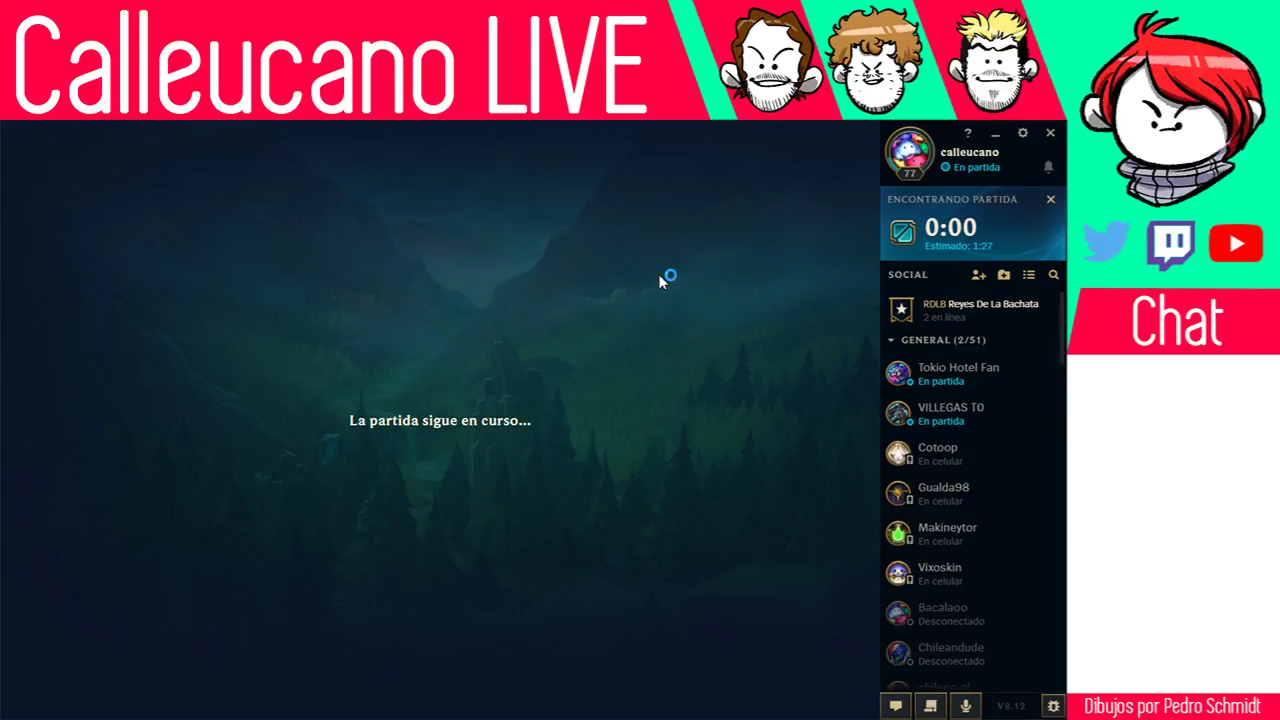 Calleucano LIVE
?
calleucano
77
En partida
ENCONTRANDO PARTIDA
0:00
Estimado: 1:27
SOCIAL
RDLB Reyes De La Bachata
2 en línea
GENERAL (2/51)
Tokio Hotel Fan
En partida
VILLEGAS TO
En partida
Cotoop
En celular
Gualda98
En celular
Makineytor
En celular
Vixoskin
En celular
Bacalaoo
Desconectado
Chileandude
Desconectado
V8.12
La partida sigue en curso...
Chat
Dibujos por Pedro Schmidt